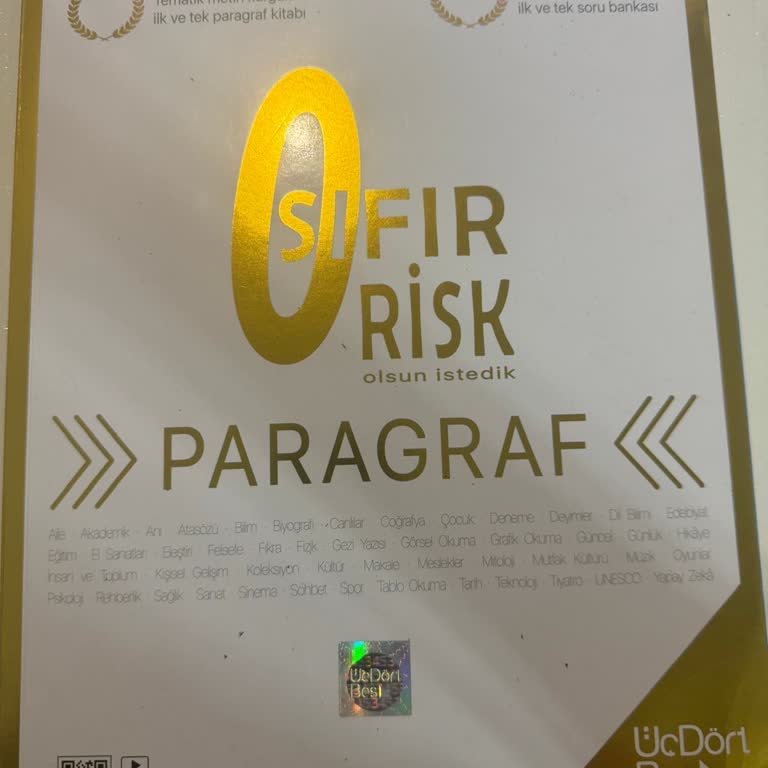 Tematik metin
ilk ve tek paragraf kitabı
ilk ve tek soru bankası
0
SIFIR
RİSK
olsun istedik
PARAGRAF
Aile · Akademik · Anı · Atasözü · Bilim · Biyografi · Canlılar · Coğrafya · Çocuk · Deneme · Deyimler · Dil Bilimi · Edebiyat
Eğitim · El Sanatları · Eleştiri · Felsefe · Fıkra · Fizik · Gezi Yazısı · Görsel Okuma · Grafik Okuma · Güncel · Günlük · Hikâye
İnsan ve Toplum · Kişisel Gelişim · Koleksiyon · Kültür · Makale · Meslekler · Mitoloji · Mutfak Kültürü · Müzik · Oyunlar
Psikoloji · Rehberlik · Sağlık · Sanat · Sinema · Sohbet · Spor · Tablo Okuma · Tarih · Teknoloji · Tiyatro · UNESCO · Yapay Zekâ
ÜçDört
Beş
ÜçDört